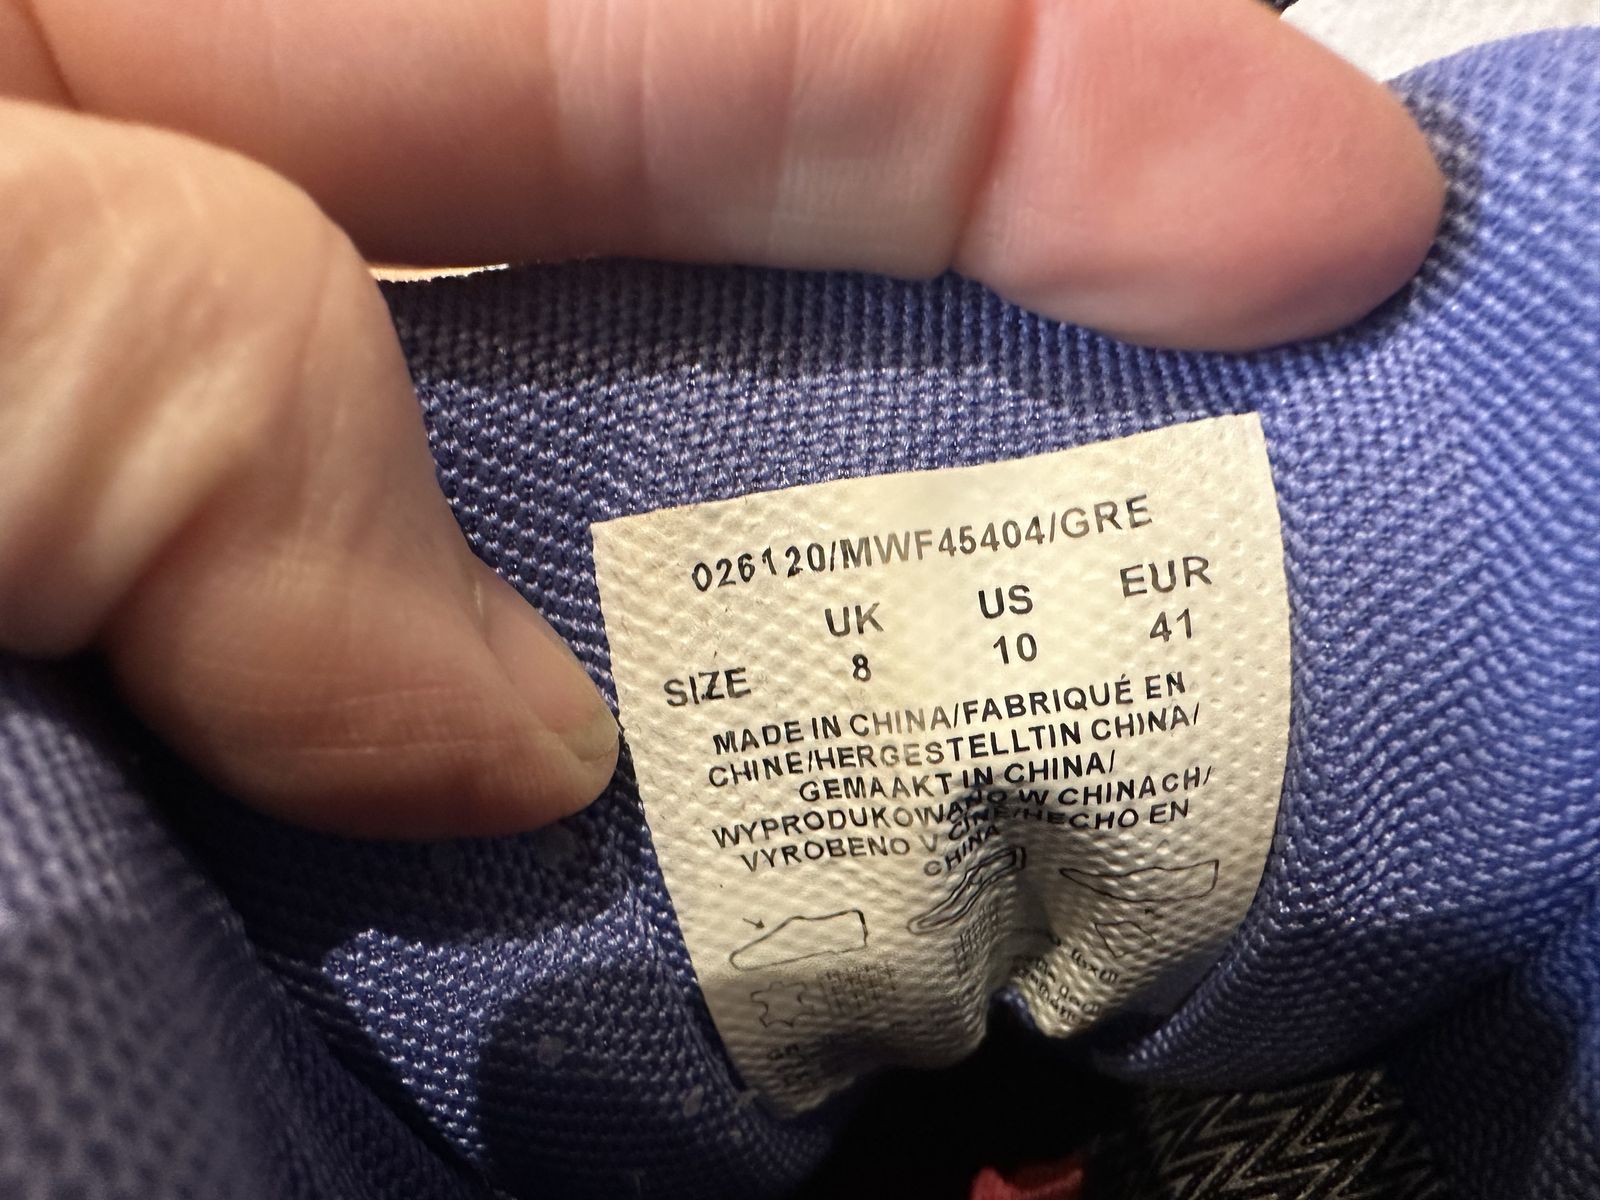 026120/MWF45404/GRE
UK US EUR
SIZE 8 10 41
MADE IN CHINA/FABRIQUÉ EN
CHINE/HERGESTELLTIN CHINA/
GEMAAKT IN CHINA/
WYPRODUKOWANO W CHINACH/
VYROBENO V ČÍNĚ/HECHO EN
CHINA